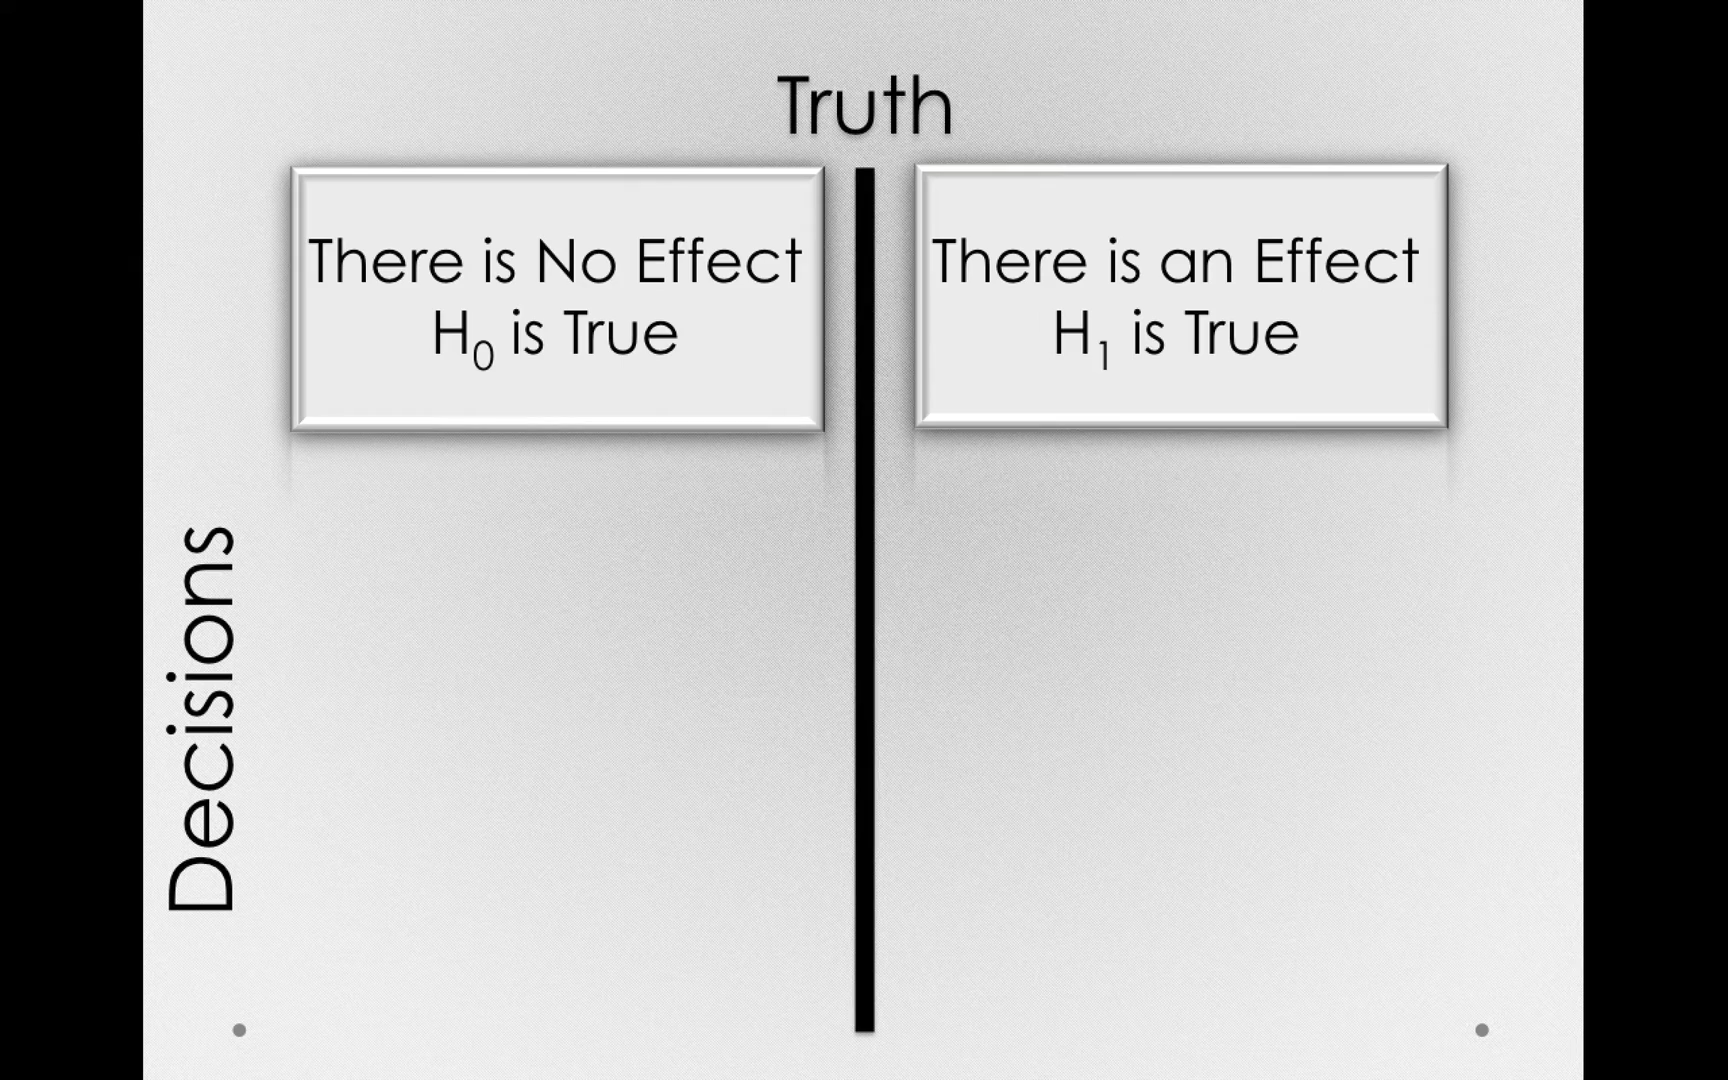 Truth
There is No Effect
H₀ is True
There is an Effect
H₁ is True
Decisions